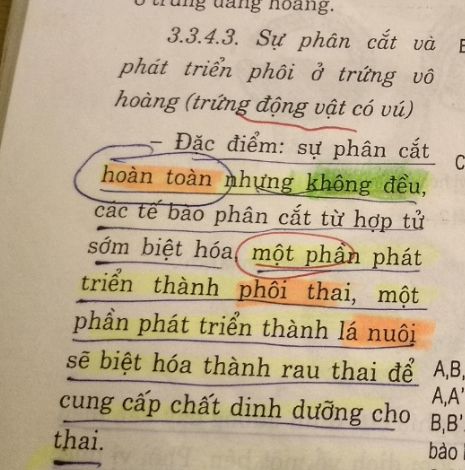 ở trứng đẳng hoàng.
3.3.4.3. Sự phân cắt và
phát triển phôi ở trứng vô
hoàng (trứng động vật có vú)
– Đặc điểm: sự phân cắt
hoàn toàn nhưng không đều,
các tế bào phân cắt từ hợp tử
sớm biệt hóa, một phần phát
triển thành phôi thai, một
phần phát triển thành lá nuôi
sẽ biệt hóa thành rau thai để
cung cấp chất dinh dưỡng cho
thai.
A,B,
A,A'
B,B'
bào